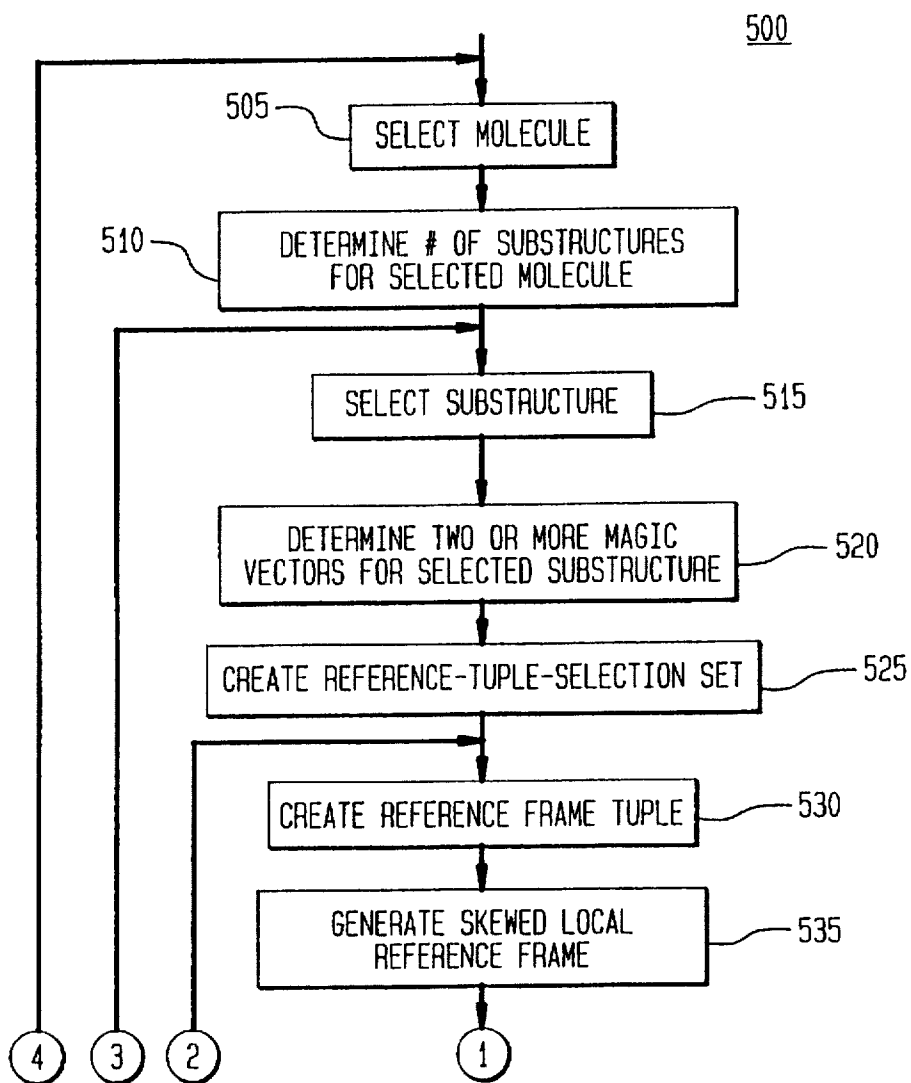 500
505
SELECT MOLECULE
510
DETERMINE # OF SUBSTRUCTURES
FOR SELECTED MOLECULE
SELECT SUBSTRUCTURE
515
DETERMINE TWO OR MORE MAGIC
VECTORS FOR SELECTED SUBSTRUCTURE
520
CREATE REFERENCE-TUPLE-SELECTION SET
525
CREATE REFERENCE FRAME TUPLE
530
GENERATE SKEWED LOCAL
REFERENCE FRAME
535
4 3 2 1